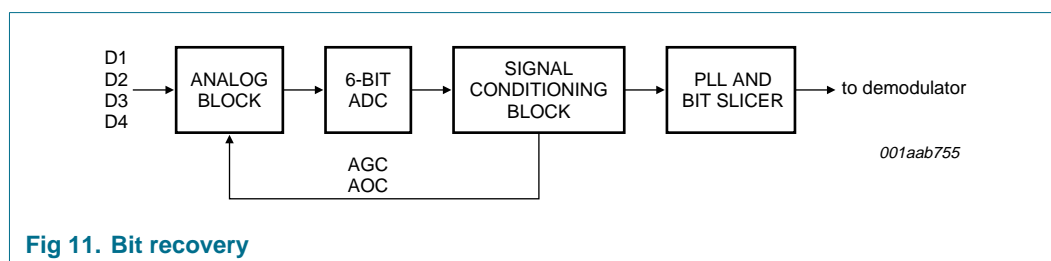 D1
D2
D3
D4
ANALOG
BLOCK
6-BIT
ADC
SIGNAL
CONDITIONING
BLOCK
PLL AND
BIT SLICER
to demodulator
AGC
AOC
001aab755
Fig 11. Bit recovery